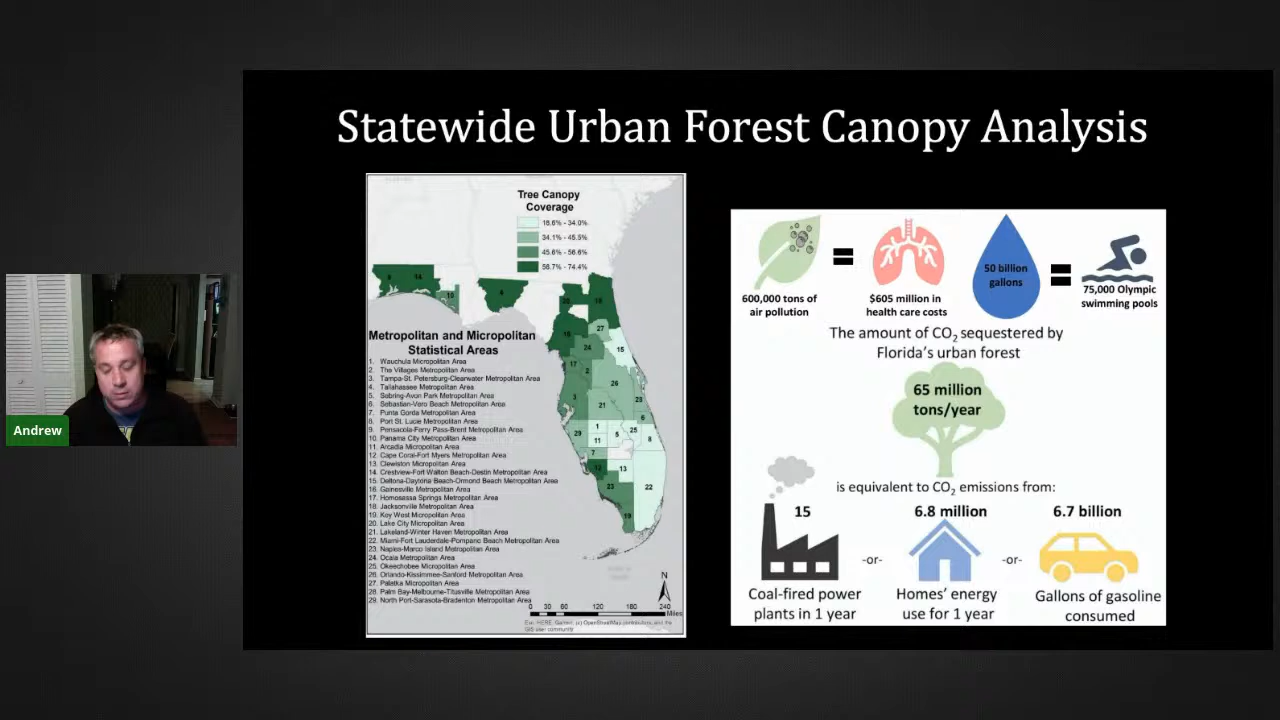 Statewide Urban Forest Canopy Analysis
Tree Canopy
Coverage
18.6% - 34.0%
34.1% - 45.5%
45.6% - 56.6%
58.7% - 74.4%
Metropolitan and Micropolitan
Statistical Areas
1. Wauchula Micropolitan Area
2. The Villages Metropolitan Area
3. Tampa-St. Petersburg-Clearwater Metropolitan Area
4. Tallahassee Metropolitan Area
5. Sebring-Avon Park Metropolitan Area
6. Sebastian-Vero Beach Metropolitan Area
7. Punta Gorda Metropolitan Area
8. Port St. Lucie Metropolitan Area
9. Pensacola-Ferry Pass-Brent Metropolitan Area
10. Panama City Metropolitan Area
11. Arcadia Micropolitan Area
12. Cape Coral-Fort Myers Metropolitan Area
13. Clewiston Micropolitan Area
14. Crestview-Fort Walton Beach-Destin Metropolitan Area
15. Deltona-Daytona Beach-Ormond Beach Metropolitan Area
16. Gainesville Metropolitan Area
17. Homosassa Springs Metropolitan Area
18. Jacksonville Metropolitan Area
19. Key West Micropolitan Area
20. Lake City Micropolitan Area
21. Lakeland-Winter Haven Metropolitan Area
22. Miami-Fort Lauderdale-Pompano Beach Metropolitan Area
23. Naples-Marco Island Metropolitan Area
24. Ocala Metropolitan Area
25. Okeechobee Micropolitan Area
26. Orlando-Kissimmee-Sanford Metropolitan Area
27. Palatka Micropolitan Area
28. Palm Bay-Melbourne-Titusville Metropolitan Area
29. North Port-Sarasota-Bradenton Metropolitan Area
N
0 30 60 120 180 240
Miles
Esri, HERE, Garmin, (c) OpenStreetMap contributors, and the
GIS user community
600,000 tons of
air pollution
$605 million in
health care costs
50 billion
gallons
75,000 Olympic
swimming pools
The amount of CO2 sequestered by
Florida's urban forest
65 million
tons/year
is equivalent to CO2 emissions from:
15
6.8 million
6.7 billion
-or-
-or-
Coal-fired power
plants in 1 year
Homes' energy
use for 1 year
Gallons of gasoline
consumed
Andrew